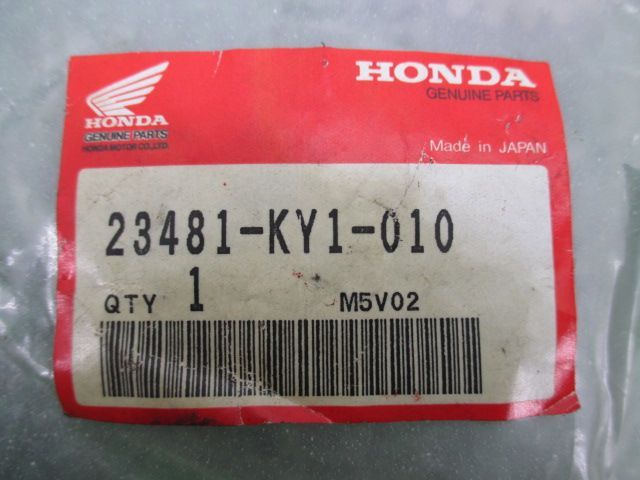 HONDA
GENUINE PARTS
HONDA MOTOR CO.,LTD.
HONDA
GENUINE PARTS
Made in JAPAN
23481-KY1-010
QTY 1 M5V02